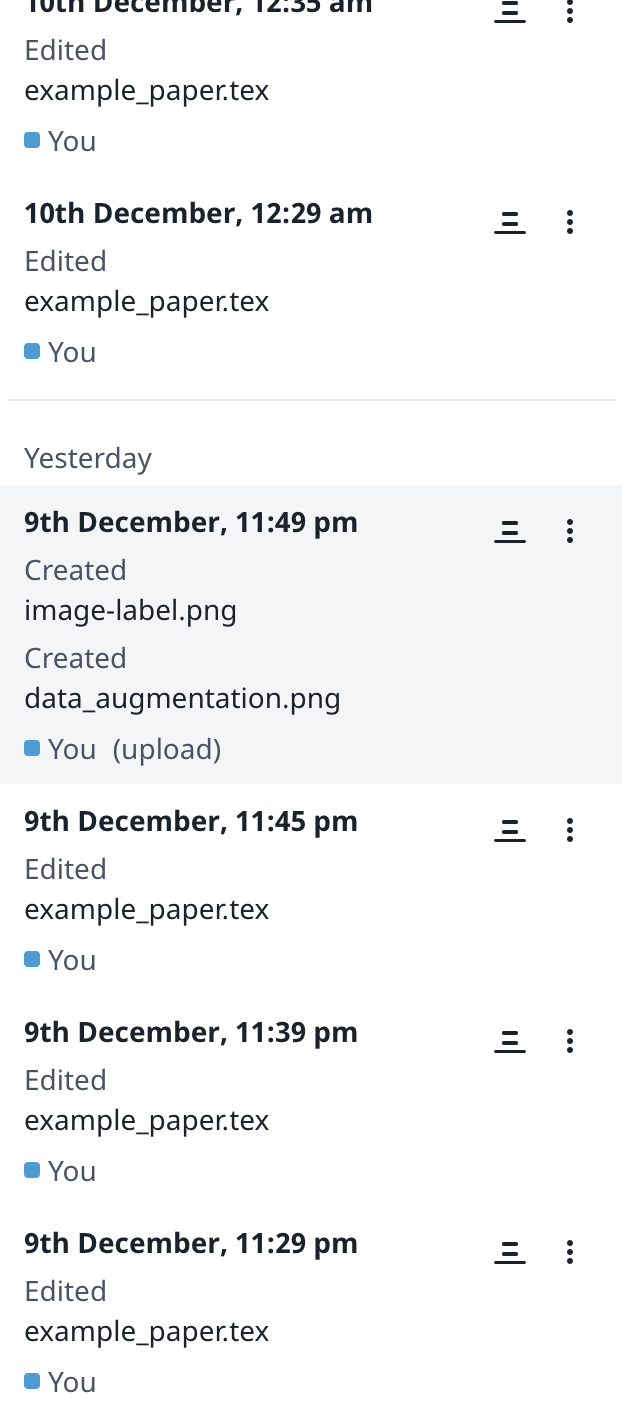 10th December, 12:35 am
Edited
example_paper.tex
You
10th December, 12:29 am
Edited
example_paper.tex
You
Yesterday
9th December, 11:49 pm
Created
image-label.png
Created
data_augmentation.png
You (upload)
9th December, 11:45 pm
Edited
example_paper.tex
You
9th December, 11:39 pm
Edited
example_paper.tex
You
9th December, 11:29 pm
Edited
example_paper.tex
You